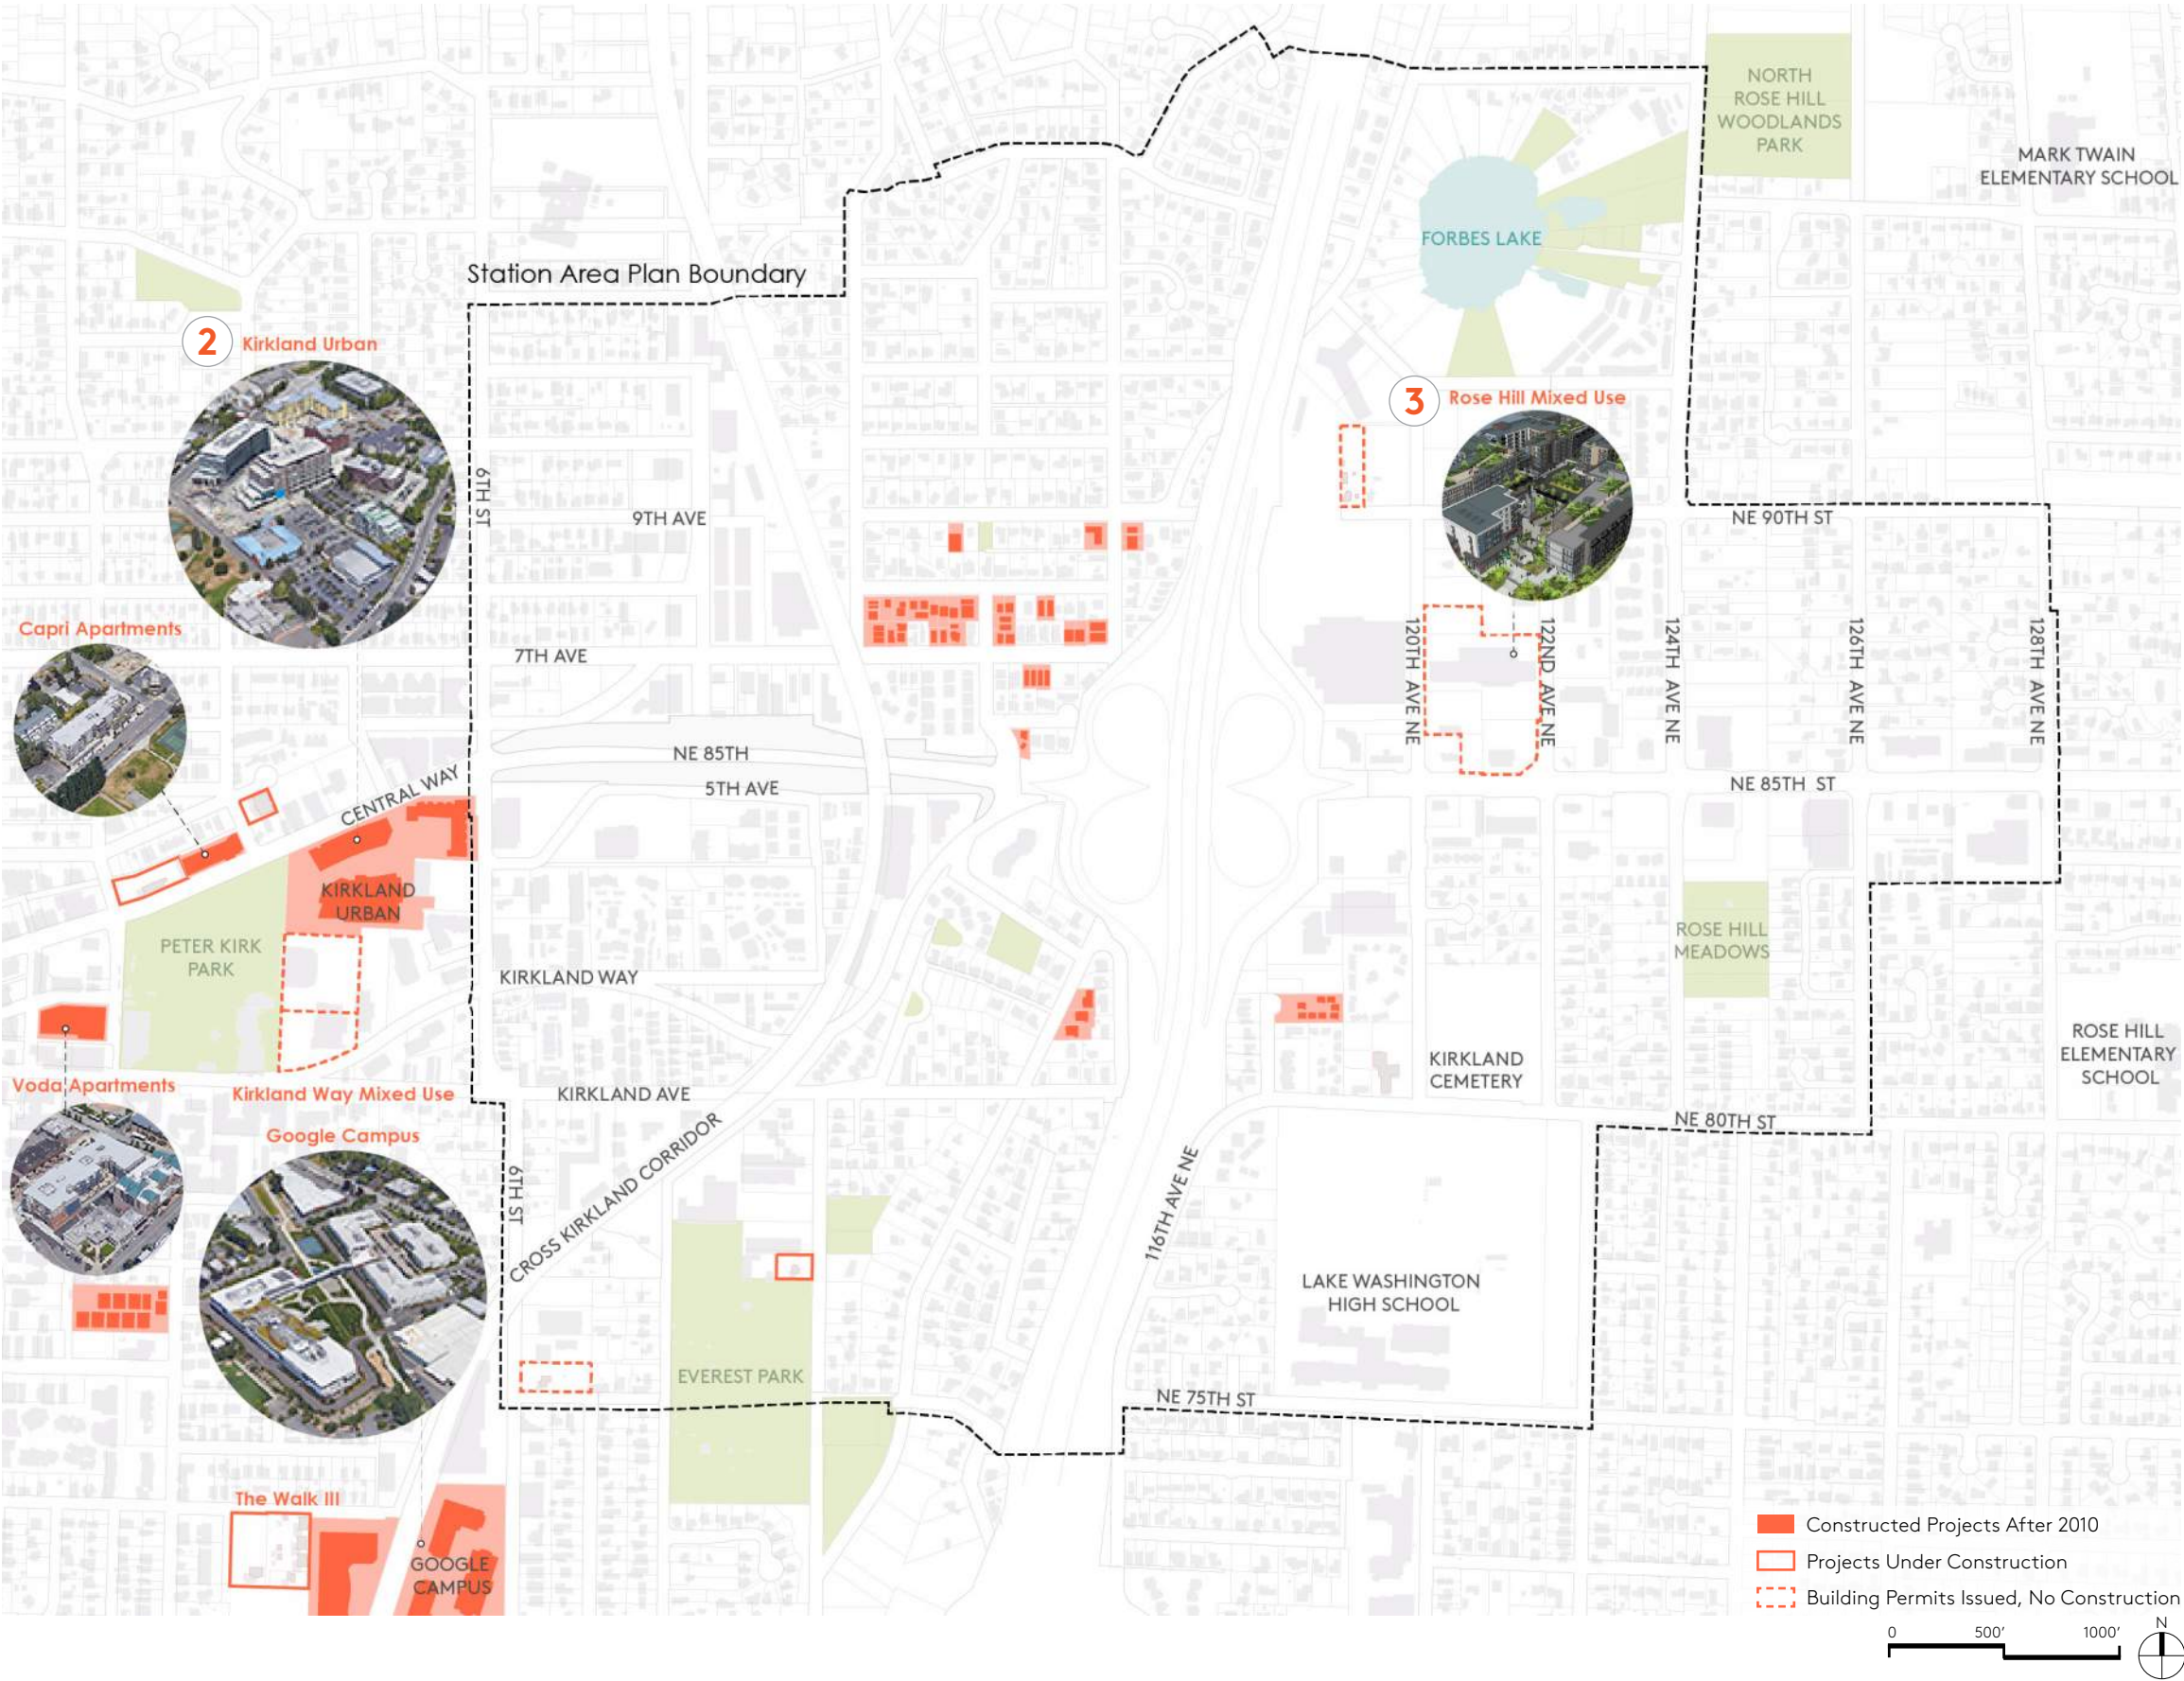 NORTH
ROSE HILL
WOODLANDS
PARK
MARK TWAIN
ELEMENTARY SCHOOL
FORBES LAKE
Station Area Plan Boundary
2
Kirkland Urban
3
Rose Hill Mixed Use
6TH ST
9TH AVE
NE 90TH ST
Capri Apartments
7TH AVE
120TH AVE NE
122ND AVE NE
124TH AVE NE
126TH AVE NE
128TH AVE NE
NE 85TH
5TH AVE
CENTRAL WAY
NE 85TH ST
KIRKLAND
URBAN
PETER KIRK
PARK
ROSE HILL
MEADOWS
KIRKLAND WAY
Voda Apartments
Kirkland Way Mixed Use
KIRKLAND AVE
KIRKLAND
CEMETERY
ROSE HILL
ELEMENTARY
SCHOOL
NE 80TH ST
Google Campus
6TH ST
CROSS KIRKLAND CORRIDOR
116TH AVE NE
LAKE WASHINGTON
HIGH SCHOOL
EVEREST PARK
NE 75TH ST
The Walk III
GOOGLE
CAMPUS
Constructed Projects After 2010
Projects Under Construction
Building Permits Issued, No Construction
0 500' 1000'
N